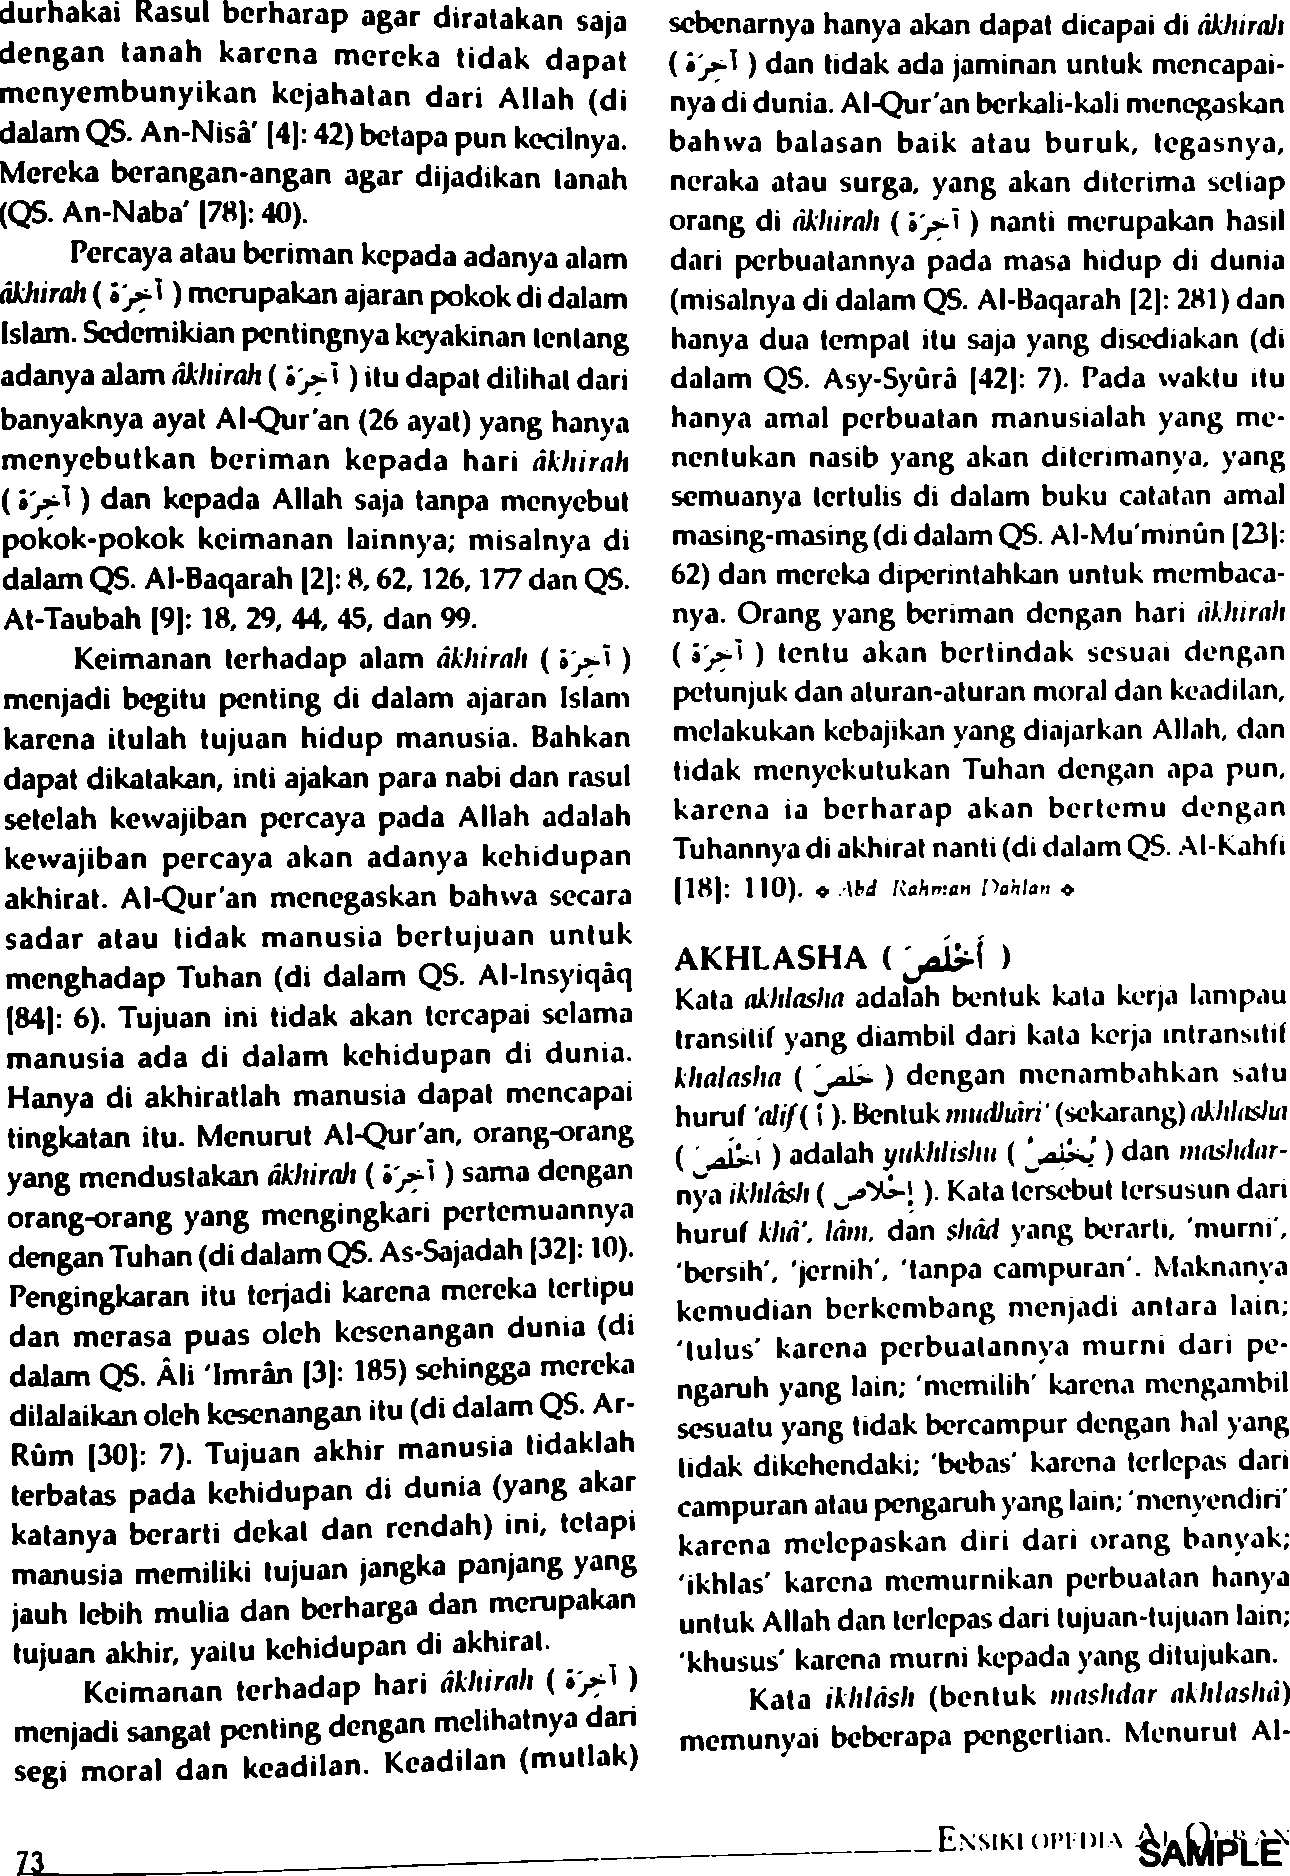 durhakai Rasul berharap agar diratakan saja
dengan tanah karena mereka tidak dapat
menyembunyikan kejahatan dari Allah (di
dalam QS. An-Nisâ' [4]: 42) betapa pun kecilnya.
Mereka berangan-angan agar dijadikan tanah
(QS. An-Naba' [78]: 40).
Percaya atau beriman kepada adanya alam
âkhirah ( آخِرَة ) merupakan ajaran pokok di dalam
Islam. Sedemikian pentingnya keyakinan tentang
adanya alam âkhirah ( آخِرَة ) itu dapat dilihat dari
banyaknya ayat Al-Qur'an (26 ayat) yang hanya
menyebutkan beriman kepada hari âkhirah
( آخِرَة ) dan kepada Allah saja tanpa menyebut
pokok-pokok keimanan lainnya; misalnya di
dalam QS. Al-Baqarah [2]: 8, 62, 126, 177 dan QS.
At-Taubah [9]: 18, 29, 44, 45, dan 99.
Keimanan terhadap alam âkhirah ( آخِرَة )
menjadi begitu penting di dalam ajaran Islam
karena itulah tujuan hidup manusia. Bahkan
dapat dikatakan, inti ajakan para nabi dan rasul
setelah kewajiban percaya pada Allah adalah
kewajiban percaya akan adanya kehidupan
akhirat. Al-Qur'an menegaskan bahwa secara
sadar atau tidak manusia bertujuan untuk
menghadap Tuhan (di dalam QS. Al-Insyiqâq
[84]: 6). Tujuan ini tidak akan tercapai selama
manusia ada di dalam kehidupan di dunia.
Hanya di akhiratlah manusia dapat mencapai
tingkatan itu. Menurut Al-Qur'an, orang-orang
yang mendustakan âkhirah ( آخِرَة ) sama dengan
orang-orang yang mengingkari pertemuannya
dengan Tuhan (di dalam QS. As-Sajadah [32]: 10).
Pengingkaran itu terjadi karena mereka tertipu
dan merasa puas oleh kesenangan dunia (di
dalam QS. Âli 'Imrân [3]: 185) sehingga mereka
dilalaikan oleh kesenangan itu (di dalam QS. Ar-
Rûm [30]: 7). Tujuan akhir manusia tidaklah
terbatas pada kehidupan di dunia (yang akar
katanya berarti dekat dan rendah) ini, tetapi
manusia memiliki tujuan jangka panjang yang
jauh lebih mulia dan berharga dan merupakan
tujuan akhir, yaitu kehidupan di akhirat.
Keimanan terhadap hari âkhirah ( آخِرَة )
menjadi sangat penting dengan melihatnya dari
segi moral dan keadilan. Keadilan (mutlak)
sebenarnya hanya akan dapat dicapai di âkhirah
( آخِرَة ) dan tidak ada jaminan untuk mencapai-
nya di dunia. Al-Qur'an berkali-kali menegaskan
bahwa balasan baik atau buruk, tegasnya,
neraka atau surga, yang akan diterima setiap
orang di âkhirah ( آخِرَة ) nanti merupakan hasil
dari perbuatannya pada masa hidup di dunia
(misalnya di dalam QS. Al-Baqarah [2]: 281) dan
hanya dua tempat itu saja yang disediakan (di
dalam QS. Asy-Syûrâ [42]: 7). Pada waktu itu
hanya amal perbuatan manusialah yang me-
nentukan nasib yang akan diterimanya, yang
semuanya tertulis di dalam buku catatan amal
masing-masing (di dalam QS. Al-Mu'minûn [23]:
62) dan mereka diperintahkan untuk membaca-
nya. Orang yang beriman dengan hari âkhirah
( آخِرَة ) tentu akan bertindak sesuai dengan
petunjuk dan aturan-aturan moral dan keadilan,
melakukan kebajikan yang diajarkan Allah, dan
tidak menyekutukan Tuhan dengan apa pun,
karena ia berharap akan bertemu dengan
Tuhannya di akhirat nanti (di dalam QS. Al-Kahfi
[18]: 110). ⋄ Abd Rahman Dahlan ⋄
AKHLASHA ( أَخْلَصَ )
Kata akhlasha adalah bentuk kata kerja lampau
transitif yang diambil dari kata kerja intransitif
khalasha ( خَلَصَ ) dengan menambahkan satu
huruf 'alif ( أ ). Bentuk mudhâri' (sekarang) akhlasha
( أَخْلَصَ ) adalah yukhlishu ( يُخْلِصُ ) dan mashdar-
nya ikhlâsh ( إِخْلَاص ). Kata tersebut tersusun dari
huruf khâ', lâm, dan shâd yang berarti, 'murni',
'bersih', 'jernih', 'tanpa campuran'. Maknanya
kemudian berkembang menjadi antara lain;
'tulus' karena perbuatannya murni dari pe-
ngaruh yang lain; 'memilih' karena mengambil
sesuatu yang tidak bercampur dengan hal yang
tidak dikehendaki; 'bebas' karena terlepas dari
campuran atau pengaruh yang lain; 'menyendiri'
karena melepaskan diri dari orang banyak;
'ikhlas' karena memurnikan perbuatan hanya
untuk Allah dan terlepas dari tujuan-tujuan lain;
'khusus' karena murni kepada yang ditujukan.
Kata ikhlâsh (bentuk mashdar akhlashâ)
memunyai beberapa pengertian. Menurut Al-
73
ENSIKLOPEDIA AL-QUR'AN
SAMPLE